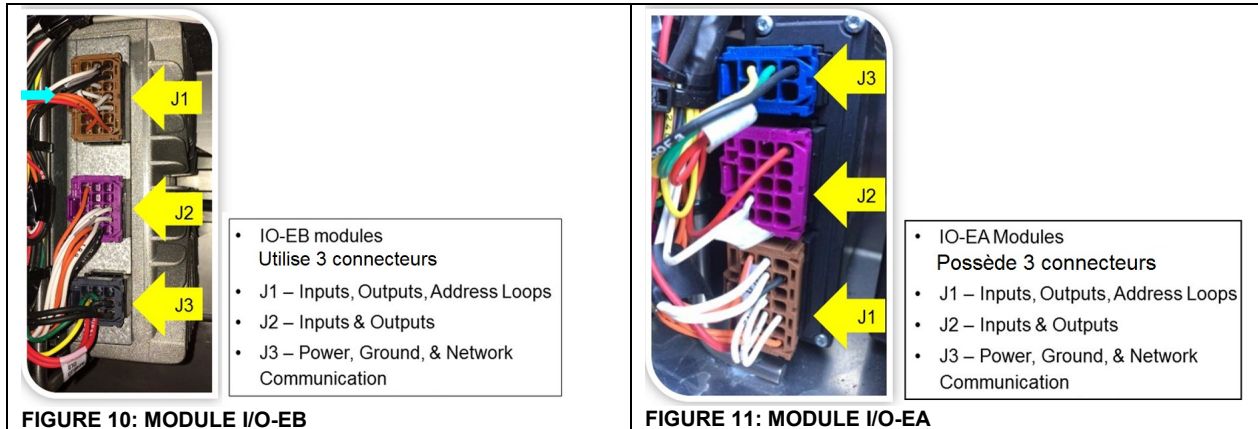 J1
J2
J3
• IO-EB modules
Utilise 3 connecteurs
• J1 – Inputs, Outputs, Address Loops
• J2 – Inputs & Outputs
• J3 – Power, Ground, & Network
Communication
FIGURE 10: MODULE I/O-EB
J3
J2
J1
• IO-EA Modules
Possède 3 connecteurs
• J1 – Inputs, Outputs, Address Loops
• J2 – Inputs & Outputs
• J3 – Power, Ground, & Network
Communication
FIGURE 11: MODULE I/O-EA